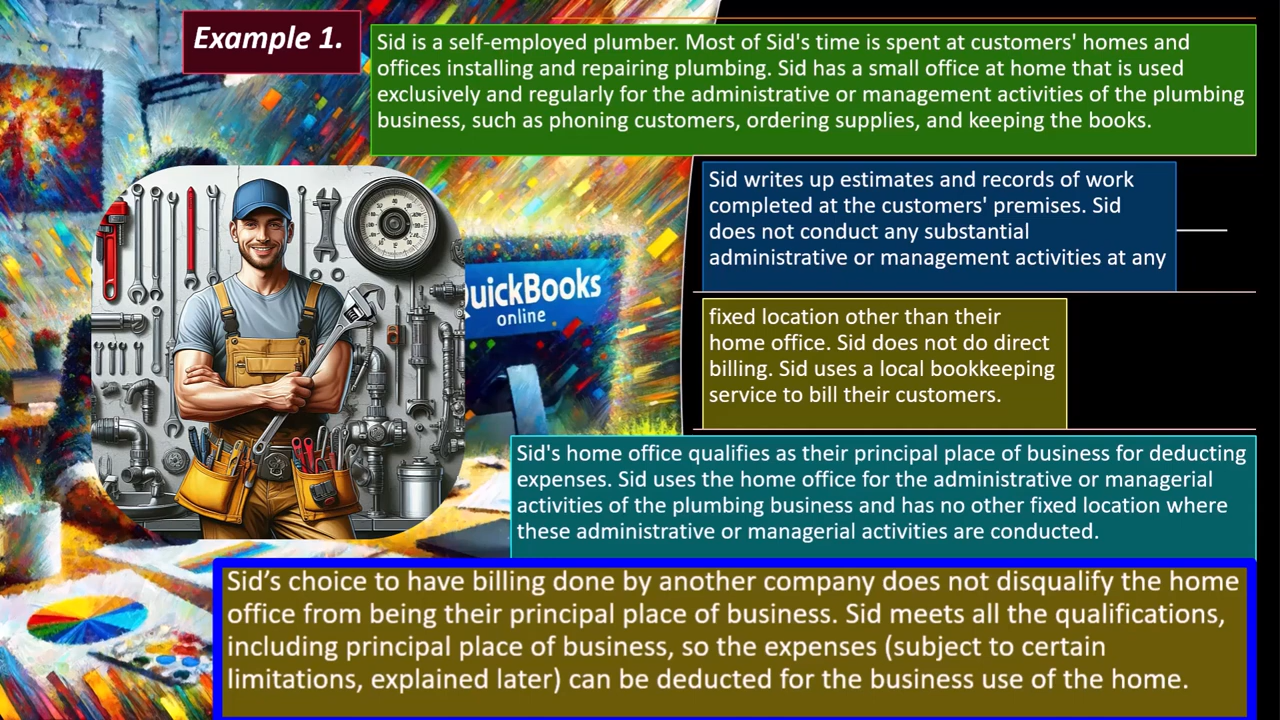 Example 1.
Sid is a self-employed plumber. Most of Sid's time is spent at customers' homes and
offices installing and repairing plumbing. Sid has a small office at home that is used
exclusively and regularly for the administrative or management activities of the plumbing
business, such as phoning customers, ordering supplies, and keeping the books.
Sid writes up estimates and records of work
completed at the customers' premises. Sid
does not conduct any substantial
administrative or management activities at any
fixed location other than their
home office. Sid does not do direct
billing. Sid uses a local bookkeeping
service to bill their customers.
uickBooks
online
Sid's home office qualifies as their principal place of business for deducting
expenses. Sid uses the home office for the administrative or managerial
activities of the plumbing business and has no other fixed location where
these administrative or managerial activities are conducted.
Sid’s choice to have billing done by another company does not disqualify the home
office from being their principal place of business. Sid meets all the qualifications,
including principal place of business, so the expenses (subject to certain
limitations, explained later) can be deducted for the business use of the home.